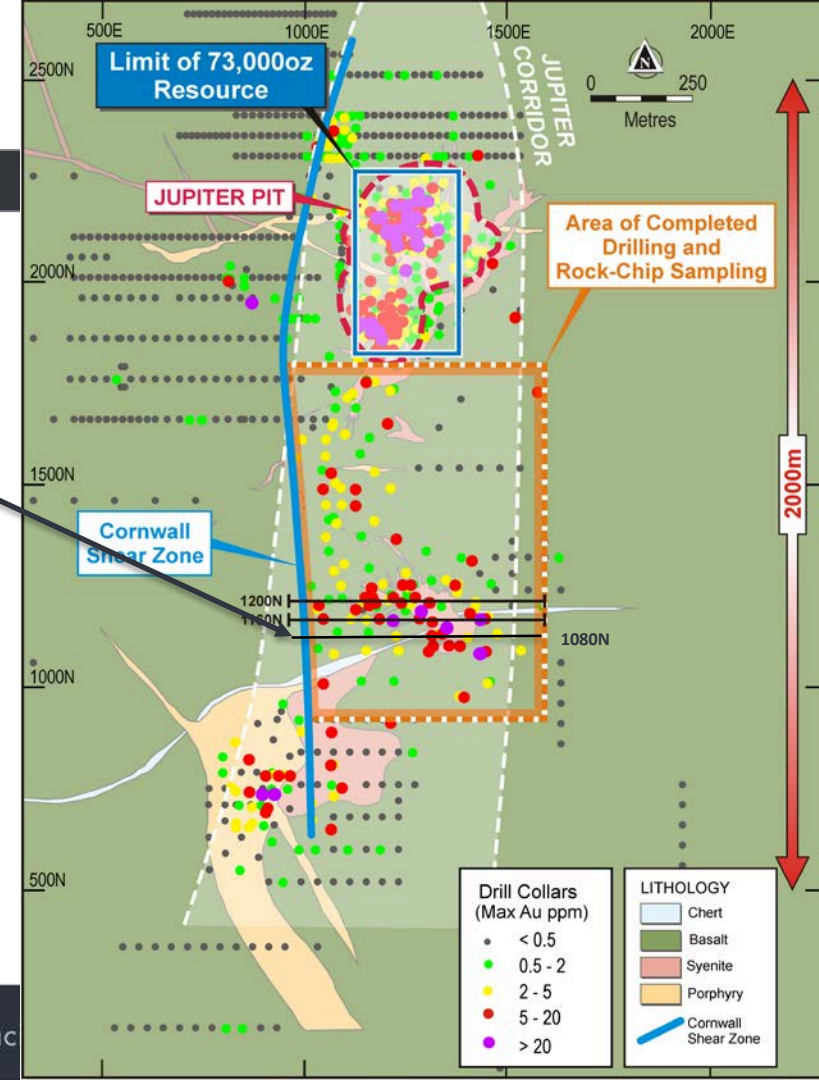 500E
1000E
1500E
2000E
Limit of 73,000oz
Resource
JUPITER
CORRIDOR
N
0 250
Metres
2500N
JUPITER PIT
Area of Completed
Drilling and
Rock-Chip Sampling
2000N
1500N
2000m
Cornwall
Shear Zone
1200N
1160N
1080N
1000N
500N
Drill Collars
(Max Au ppm)
< 0.5
0.5 - 2
2 - 5
5 - 20
> 20
LITHOLOGY
Chert
Basalt
Syenite
Porphyry
Cornwall
Shear Zone